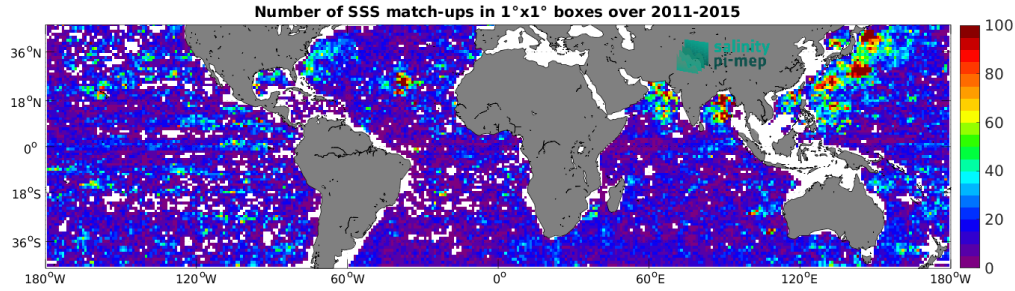 Number of SSS match-ups in 1°x1° boxes over 2011-2015
salinity
pi-mep
36°N
18°N
0°
18°S
36°S
180°W
120°W
60°W
0°
60°E
120°E
180°W
100
80
60
40
20
0